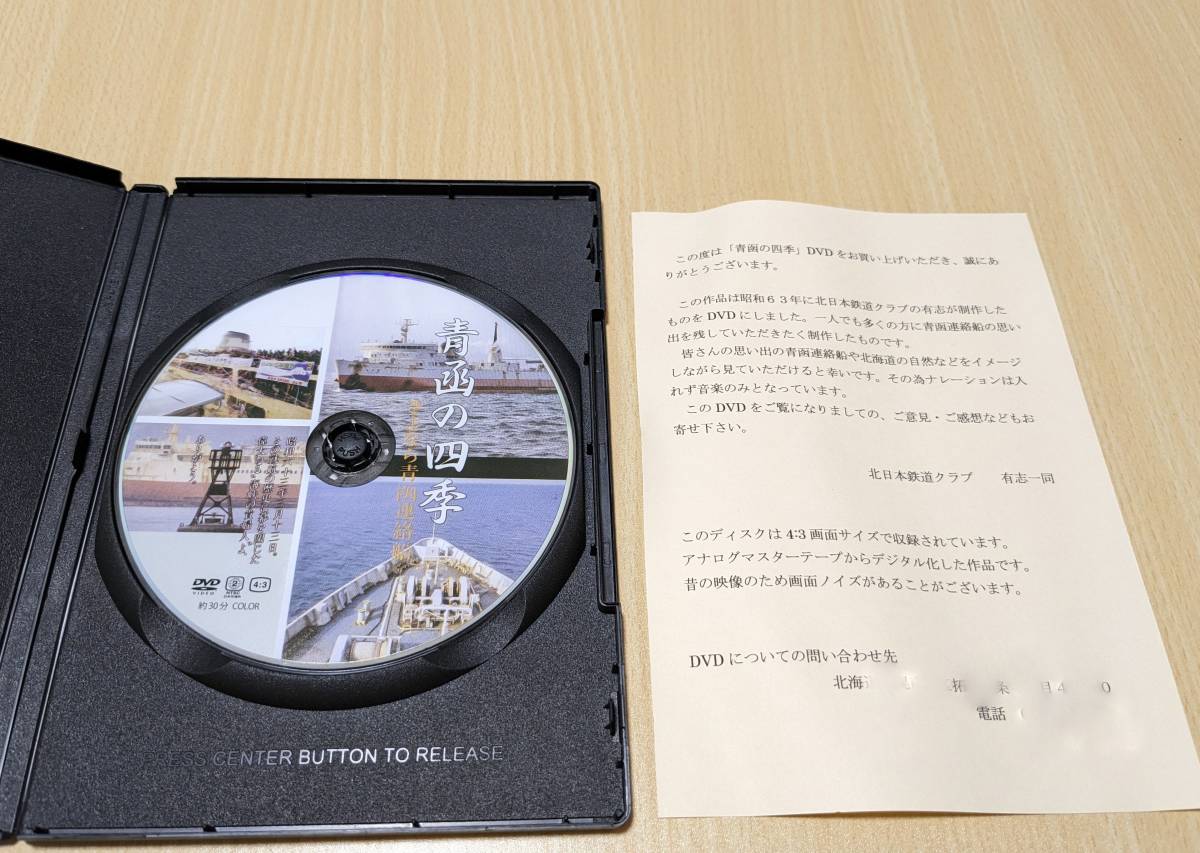 青函の四季
さよなら青函連絡船
DVD
VIDEO
2
NTSC
4:3
約30分 COLOR
PUSH
PRESS CENTER BUTTON TO RELEASE
この度は「青函の四季」DVDをお買い上げいただき、誠にあ
りがとうございます。
この作品は昭和63年に北日本鉄道クラブの有志が制作した
ものをDVDにしました。一人でも多くの方に青函連絡船の思い
出を残していただきたく制作したものです。
皆さんの思い出の青函連絡船や北海道の自然などをイメージ
しながら見ていただけると幸いです。その為ナレーションは入
れず音楽のみとなっています。
このDVDをご覧になりましての、ご意見・ご感想などもお
寄せ下さい。
北日本鉄道クラブ 有志一同
このディスクは4:3画面サイズで収録されています。
アナログマスターテープからデジタル化した作品です。
昔の映像のため画面ノイズがあることがございます。
DVDについての問い合わせ先
北海
電話